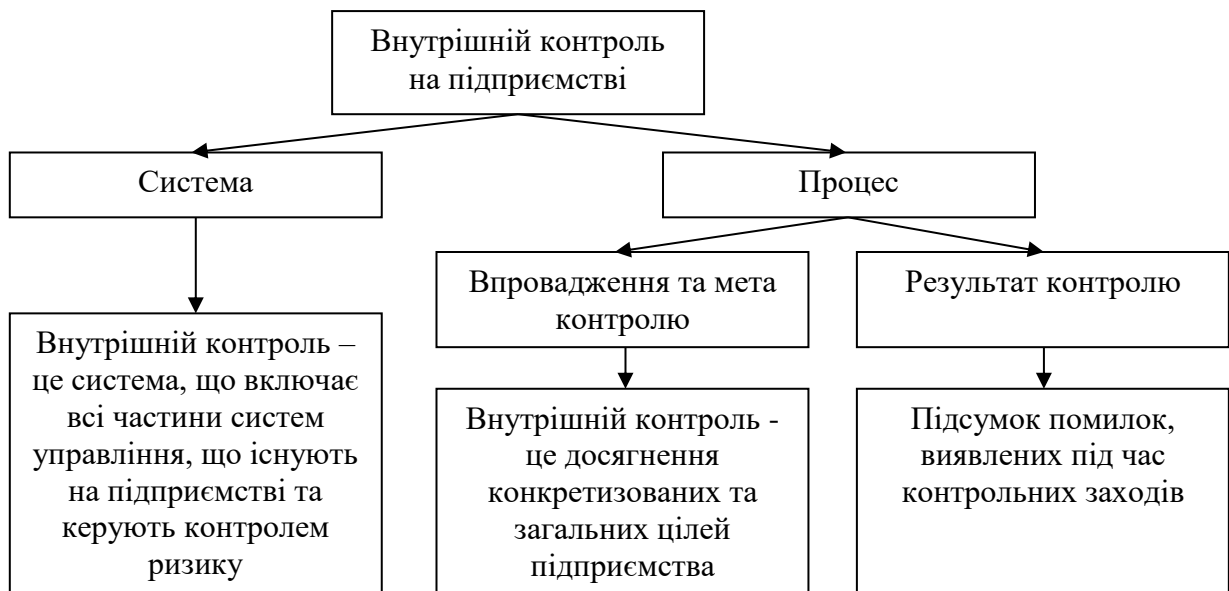 Внутрішній контроль
на підприємстві
Система
Процес
Впровадження та мета
контролю
Результат контролю
Внутрішній контроль –
це система, що включає
всі частини систем
управління, що існують
на підприємстві та
керують контролем
ризику
Внутрішній контроль -
це досягнення
конкретизованих та
загальних цілей
підприємства
Підсумок помилок,
виявлених під час
контрольних заходів